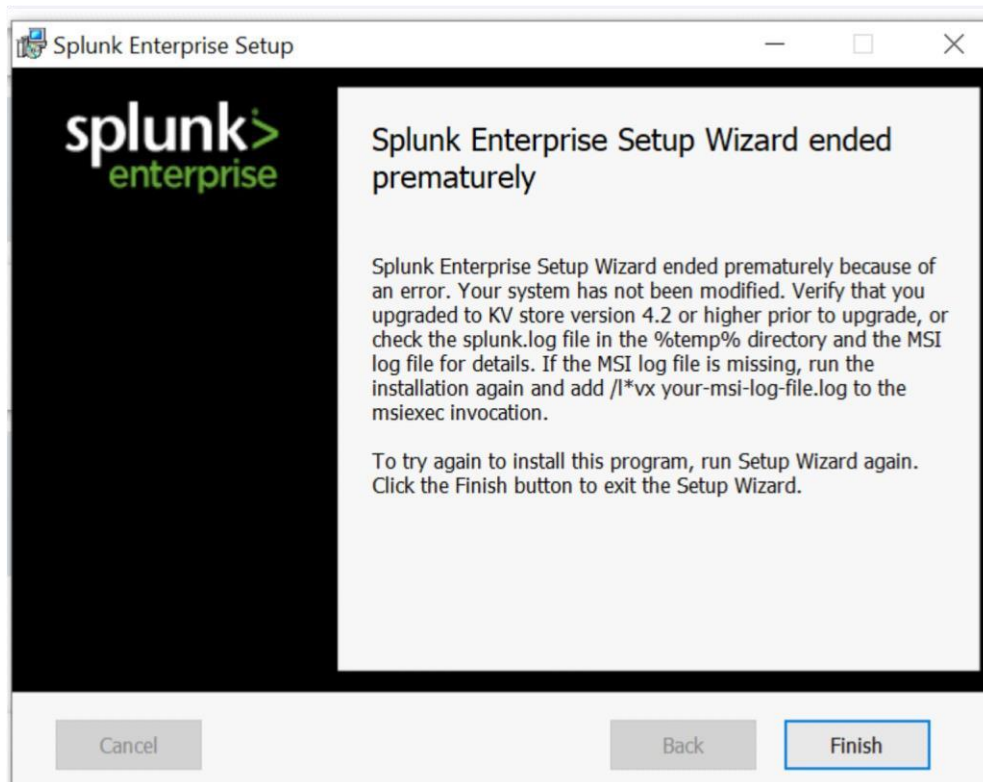 Splunk Enterprise Setup
splunk>
enterprise
Splunk Enterprise Setup Wizard ended
prematurely
Splunk Enterprise Setup Wizard ended prematurely because of
an error. Your system has not been modified. Verify that you
upgraded to KV store version 4.2 or higher prior to upgrade, or
check the splunk.log file in the %temp% directory and the MSI
log file for details. If the MSI log file is missing, run the
installation again and add /l*vx your-msi-log-file.log to the
msiexec invocation.
To try again to install this program, run Setup Wizard again.
Click the Finish button to exit the Setup Wizard.
Cancel
Back
Finish